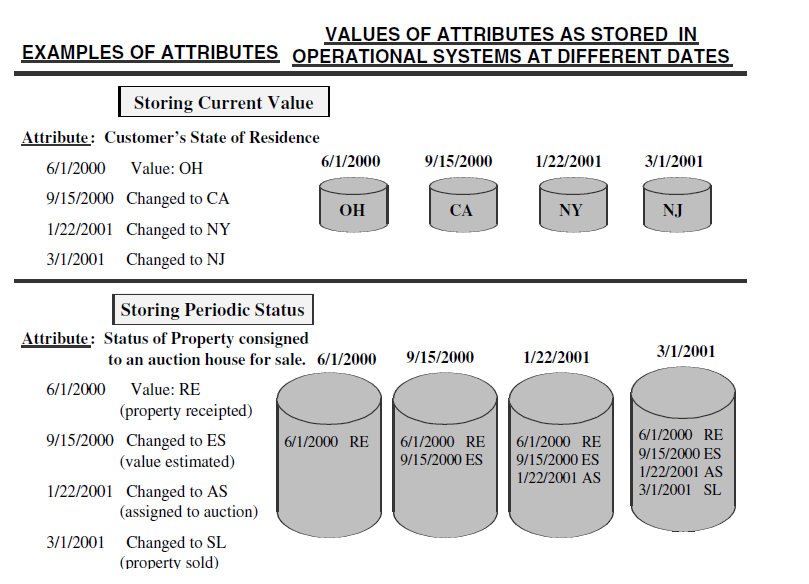 VALUES OF ATTRIBUTES AS STORED IN
EXAMPLES OF ATTRIBUTES OPERATIONAL SYSTEMS AT DIFFERENT DATES
Storing Current Value
Attribute: Customer's State of Residence
6/1/2000 Value: OH
9/15/2000 Changed to CA
1/22/2001 Changed to NY
3/1/2001 Changed to NJ
6/1/2000 9/15/2000 1/22/2001 3/1/2001
OH CA NY NJ
Storing Periodic Status
Attribute: Status of Property consigned
to an auction house for sale.
6/1/2000 Value: RE
(property receipted)
9/15/2000 Changed to ES
(value estimated)
1/22/2001 Changed to AS
(assigned to auction)
3/1/2001 Changed to SL
(property sold)
6/1/2000
6/1/2000 RE
9/15/2000
6/1/2000 RE
9/15/2000 ES
1/22/2001
6/1/2000 RE
9/15/2000 ES
1/22/2001 AS
3/1/2001
6/1/2000 RE
9/15/2000 ES
1/22/2001 AS
3/1/2001 SL